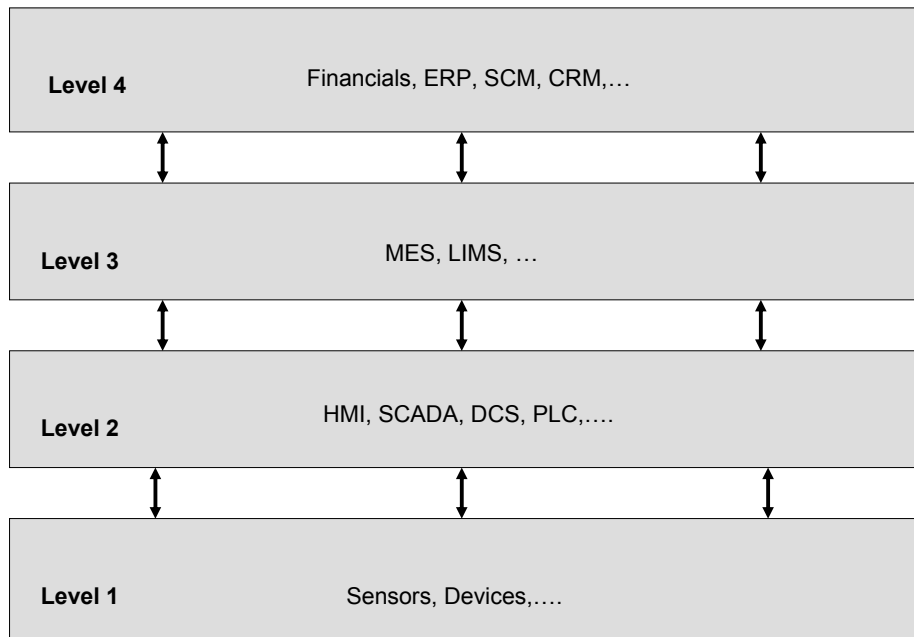 Level 4
Financials, ERP, SCM, CRM,…
Level 3
MES, LIMS, …
Level 2
HMI, SCADA, DCS, PLC,….
Level 1
Sensors, Devices,….